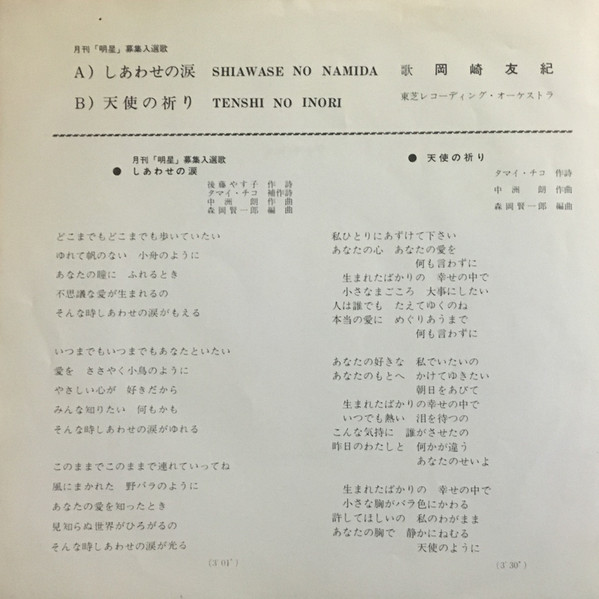 月刊「明星」募集入選歌
A) しあわせの涙 SHIAWASE NO NAMIDA 歌 岡崎友紀
B) 天使の祈り TENSHI NO INORI 東芝レコーディング・オーケストラ
月刊「明星」募集入選歌
● しあわせの涙
後藤やす子 作詩
タマイ・チコ 補作詩
中洲朗 作曲
森岡賢一郎 編曲
どこまでもどこまでも歩いていたい
ゆれて帆のない 小舟のように
あなたの瞳に ふれるとき
不思議な愛が生まれるの
そんな時しあわせの涙がもえる
いつまでもいつまでもあなたといたい
愛を ささやく小鳥のように
やさしい心が 好きだから
みんな知りたい 何もかも
そんな時しあわせの涙がゆれる
このままでこのままで連れていってね
風にまかれた 野バラのように
あなたの愛を知ったとき
見知らぬ世界がひろがるの
そんな時しあわせの涙が光る
(3′01″)
● 天使の祈り
タマイ・チコ 作詩
中洲朗 作曲
森岡賢一郎 編曲
私ひとりにあずけて下さい
あなたの心 あなたの愛を
何も言わずに
生まれたばかりの 幸せの中で
小さなまごころ 大事にしたい
人は誰でも たえてゆくのね
本当の愛に めぐりあうまで
何も言わずに
あなたの好きな 私でいたいの
あなたのもとへ かけてゆきたい
朝日をあびて
生まれたばかりの幸せの中で
いつでも熱い 泪を待つの
こんな気持に 誰がさせたの
昨日のわたしと 何かが違う
あなたのせいよ
生まれたばかりの 幸せの中で
小さな胸がバラ色にかわる
許してほしいの 私のわがまま
あなたの胸で 静かにねむる
天使のように
(3′30″)